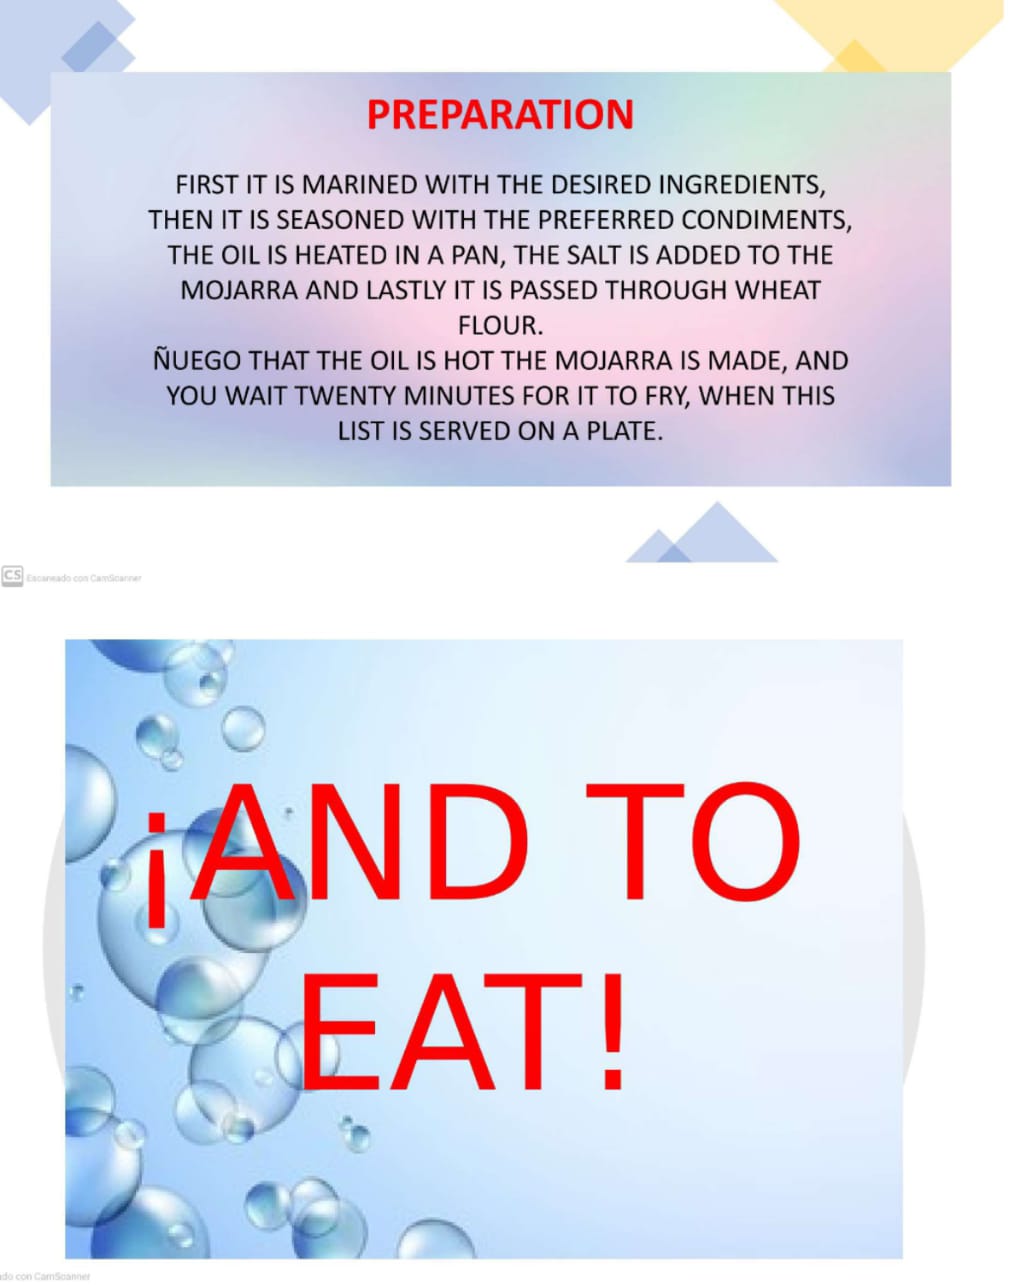 PREPARATION
FIRST IT IS MARINED WITH THE DESIRED INGREDIENTS,
THEN IT IS SEASONED WITH THE PREFERRED CONDIMENTS,
THE OIL IS HEATED IN A PAN, THE SALT IS ADDED TO THE
MOJARRA AND LASTLY IT IS PASSED THROUGH WHEAT
FLOUR.
ÑUEGO THAT THE OIL IS HOT THE MOJARRA IS MADE, AND
YOU WAIT TWENTY MINUTES FOR IT TO FRY, WHEN THIS
LIST IS SERVED ON A PLATE.
CS Escaneado con CamScanner
¡AND TO
EAT!
do con CamScanner